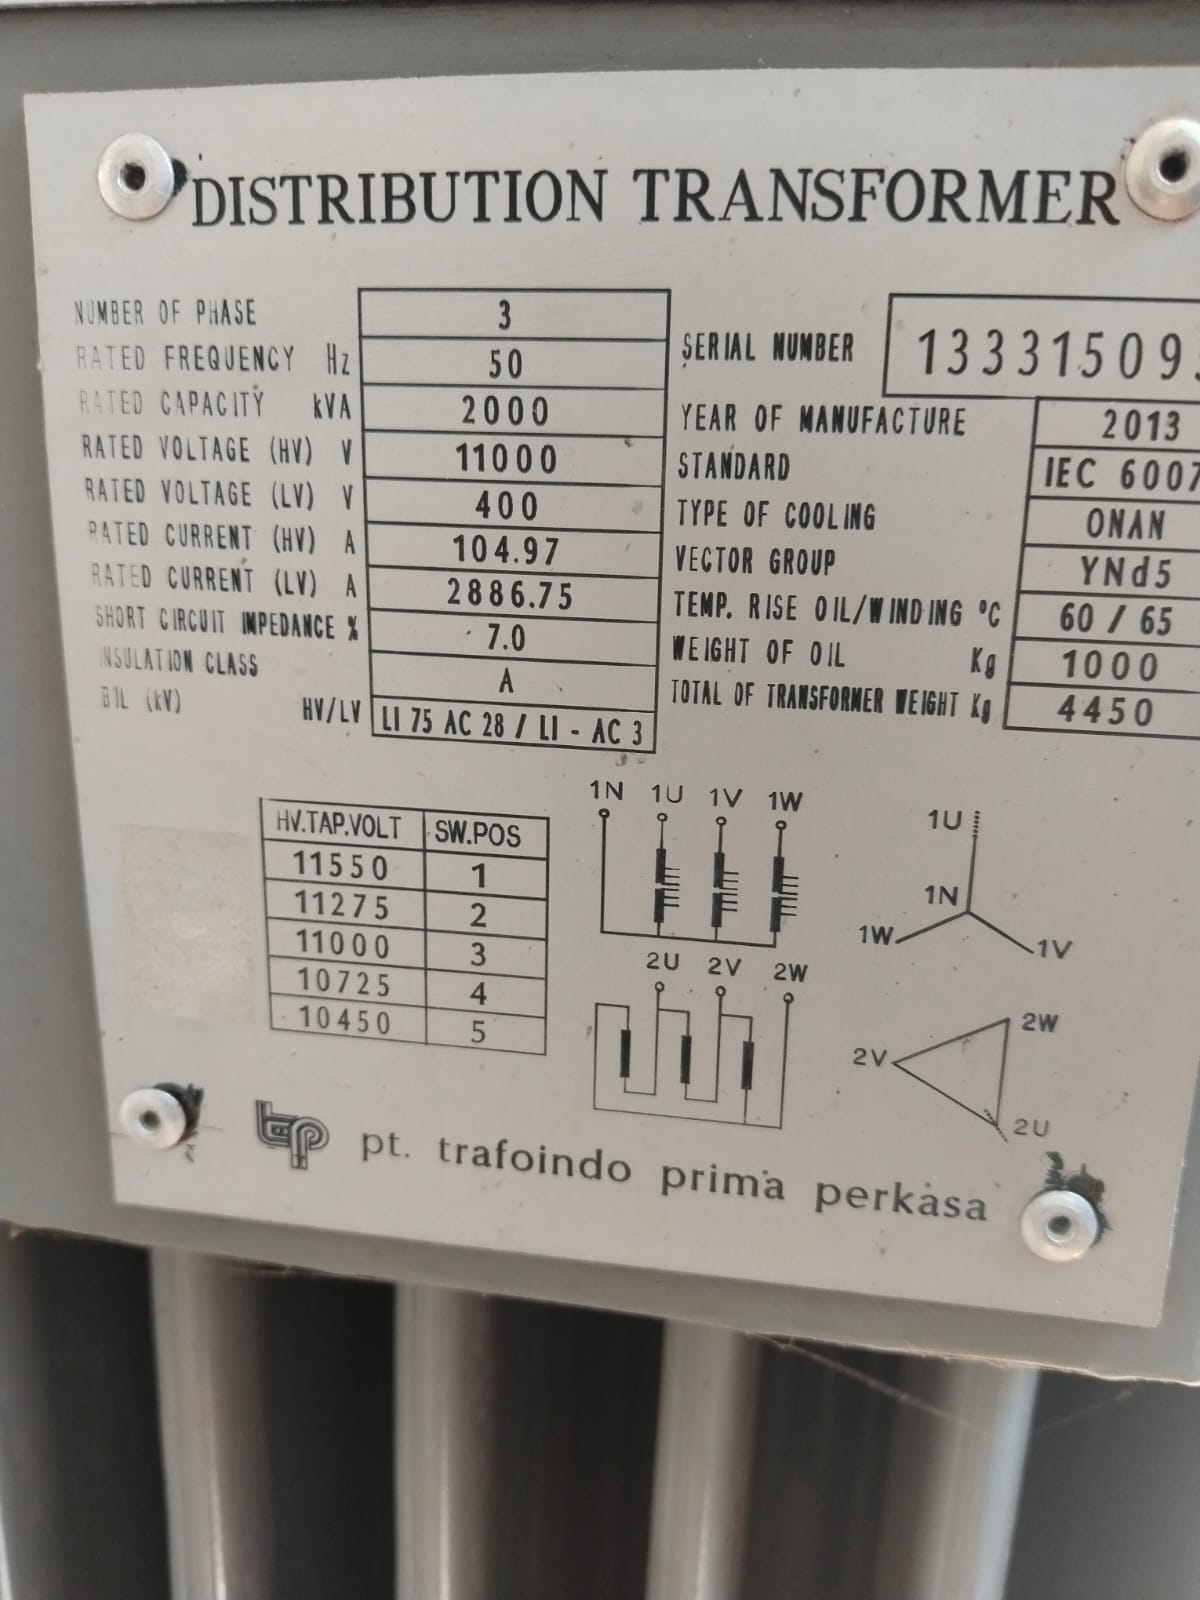 DISTRIBUTION TRANSFORMER
NUMBER OF PHASE 3
RATED FREQUENCY Hz 50
RATED CAPACITY kVA 2000
RATED VOLTAGE (HV) V 11000
RATED VOLTAGE (LV) V 400
RATED CURRENT (HV) A 104.97
RATED CURRENT (LV) A 2886.75
SHORT CIRCUIT IMPEDANCE % 7.0
INSULATION CLASS A
BIL (kV) HV/LV LI 75 AC 28 / LI - AC 3
SERIAL NUMBER 13331509
YEAR OF MANUFACTURE 2013
STANDARD IEC 6007
TYPE OF COOLING ONAN
VECTOR GROUP YNd5
TEMP. RISE OIL/WINDING °C 60 / 65
WEIGHT OF OIL Kg 1000
TOTAL OF TRANSFORMER WEIGHT Kg 4450
HV.TAP.VOLT SW.POS
11550 1
11275 2
11000 3
10725 4
10450 5
1N 1U 1V 1W
2U 2V 2W
1U
1N
1W 1V
2W
2V
2U
tp pt. trafoindo prima perkasa